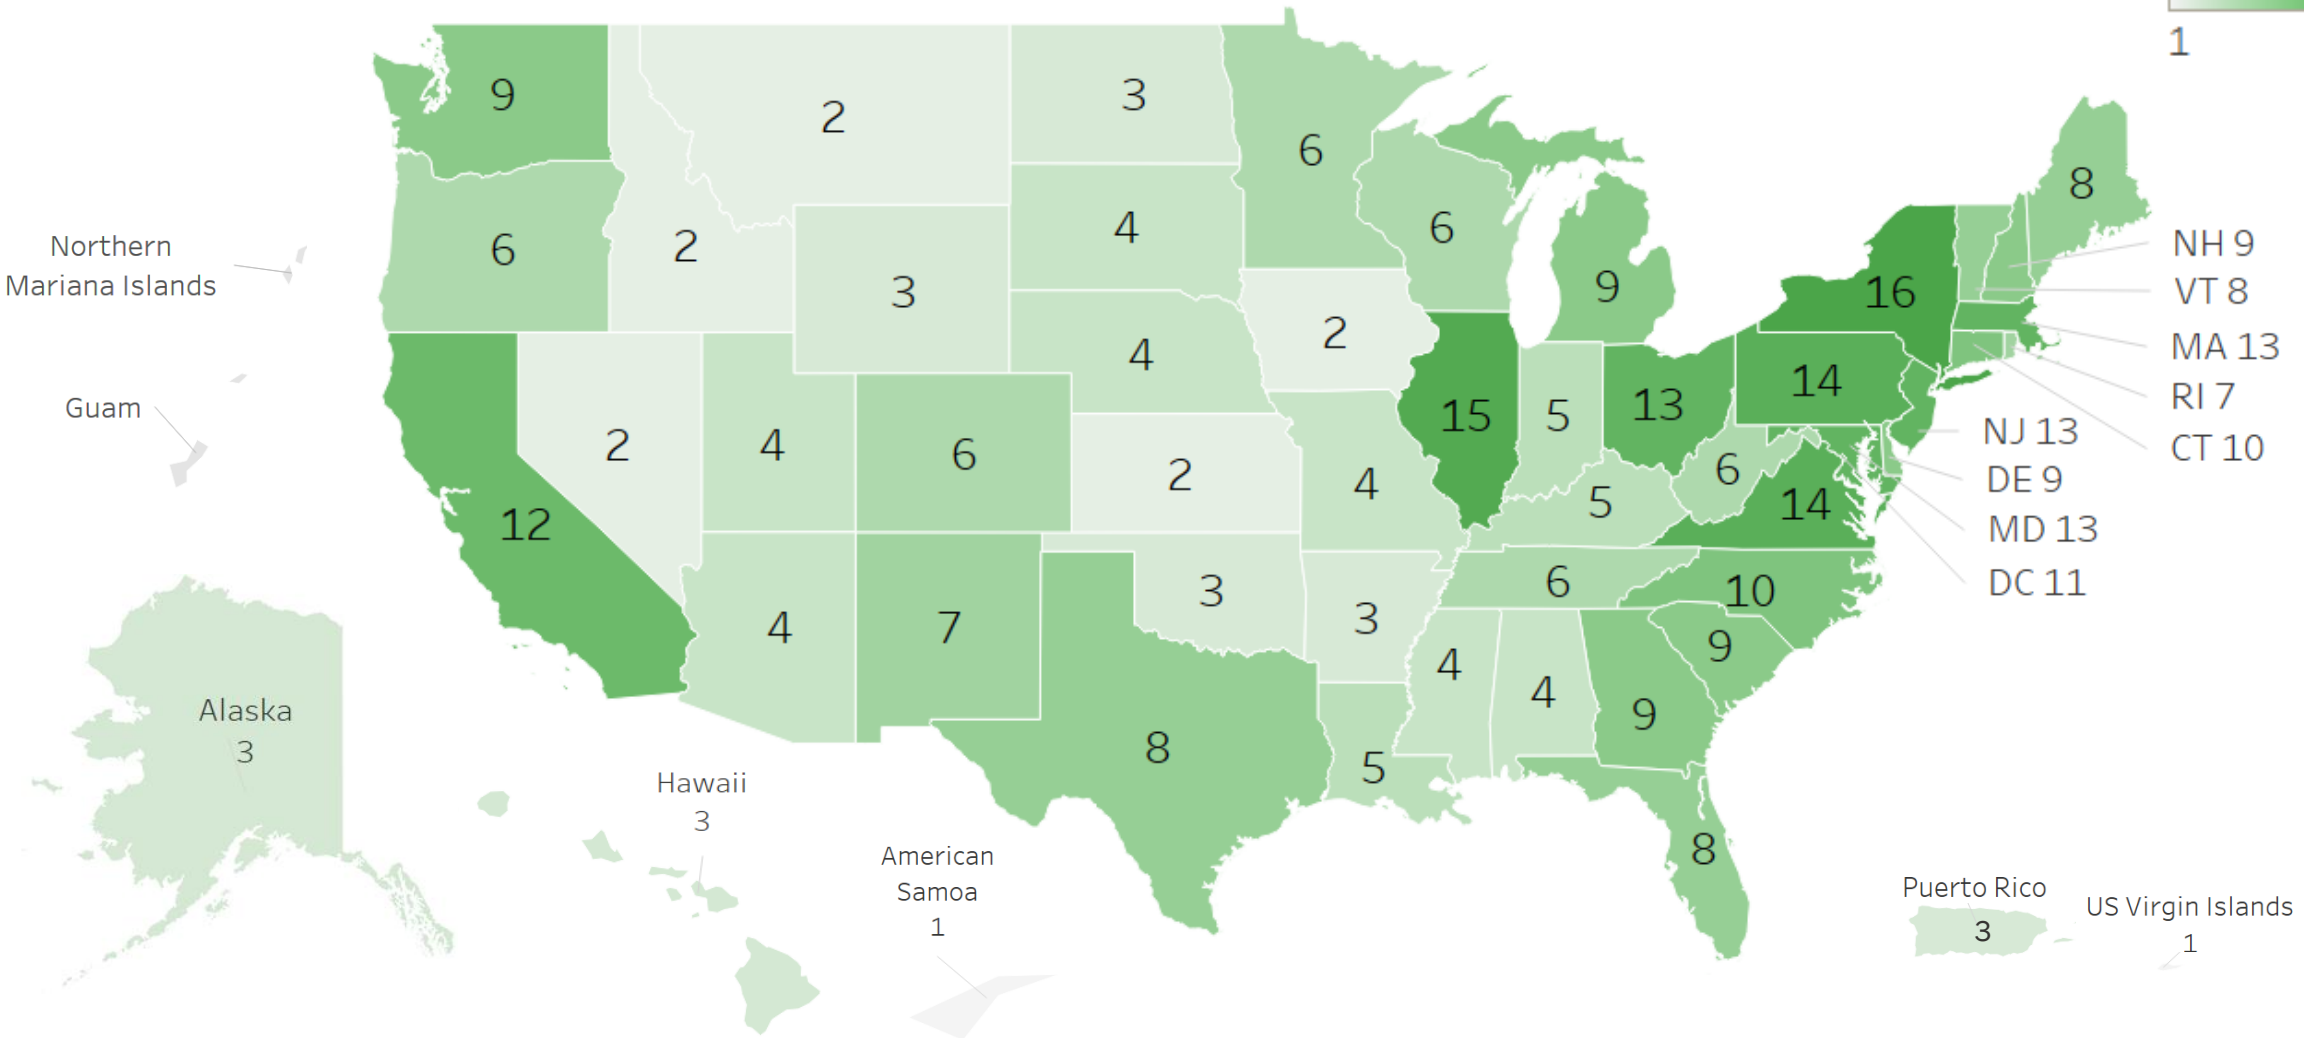 1
9
2
3
6
8
6
2
4
6
NH 9
3
9
16
VT 8
2
MA 13
4
14
RI 7
2
4
6
15
5
13
NJ 13
CT 10
2
4
5
6
14
DE 9
12
MD 13
3
3
6
10
DC 11
4
7
4
4
9
9
8
5
8
Northern
Mariana Islands
Guam
Alaska
3
Hawaii
3
American
Samoa
1
Puerto Rico
3
US Virgin Islands
1